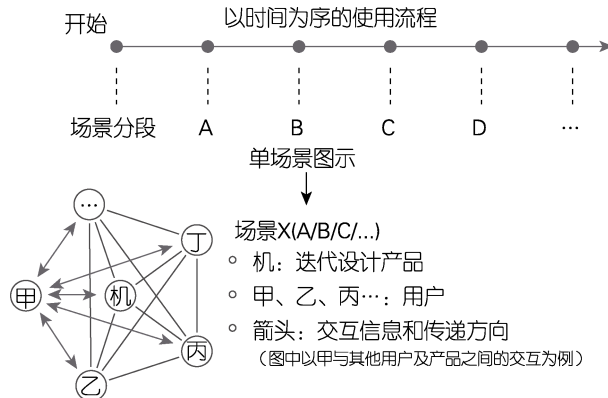 以时间为序的使用流程
开始
场景分段 A B C D …
单场景图示
… 
丁
甲
机
丙
乙
场景X(A/B/C/…)
机：迭代设计产品
甲、乙、丙…：用户
箭头：交互信息和传递方向
（图中以甲与其他用户及产品之间的交互为例）